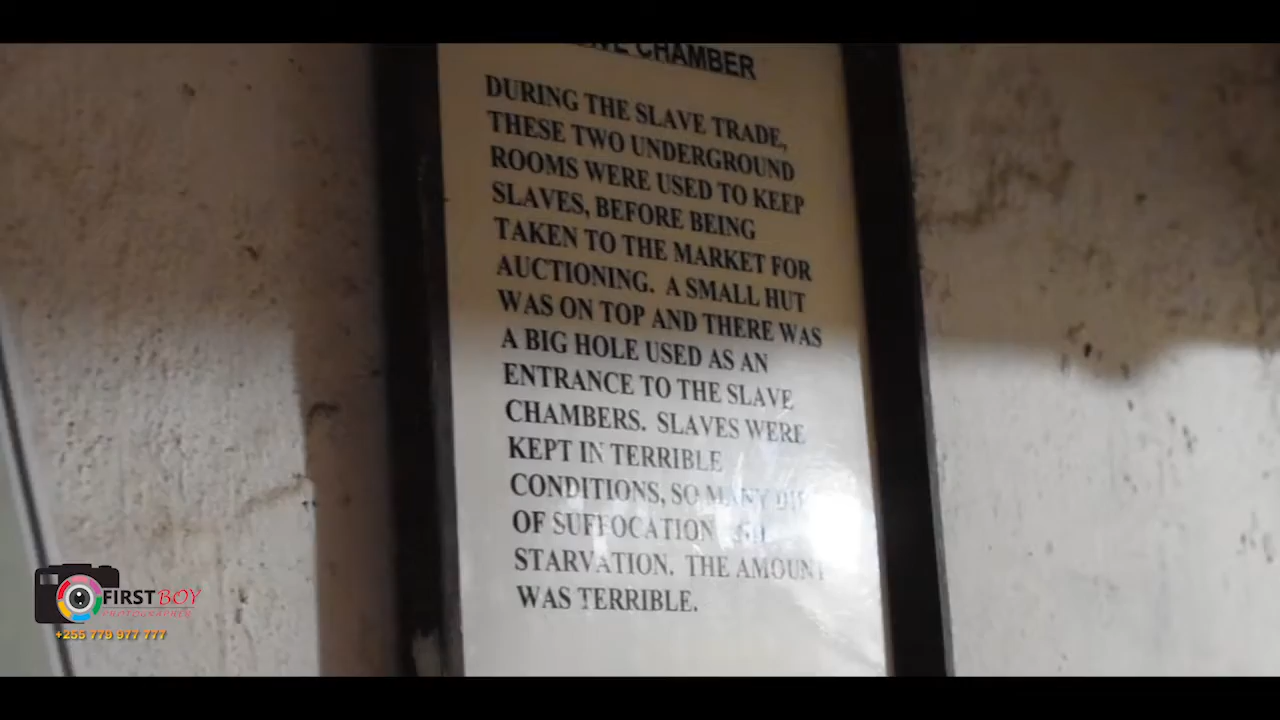 CHAMBER
DURING THE SLAVE TRADE,
THESE TWO UNDERGROUND
ROOMS WERE USED TO KEEP
SLAVES, BEFORE BEING
TAKEN TO THE MARKET FOR
AUCTIONING. A SMALL HUT
WAS ON TOP AND THERE WAS
A BIG HOLE USED AS AN
ENTRANCE TO THE SLAVE
CHAMBERS. SLAVES WERE
KEPT IN TERRIBLE
CONDITIONS, SO MANY
OF SUFFOCATION
STARVATION. THE AMOUNT
WAS TERRIBLE.
FIRST BOY
PHOTOGRAPHER
+255 779 977 777